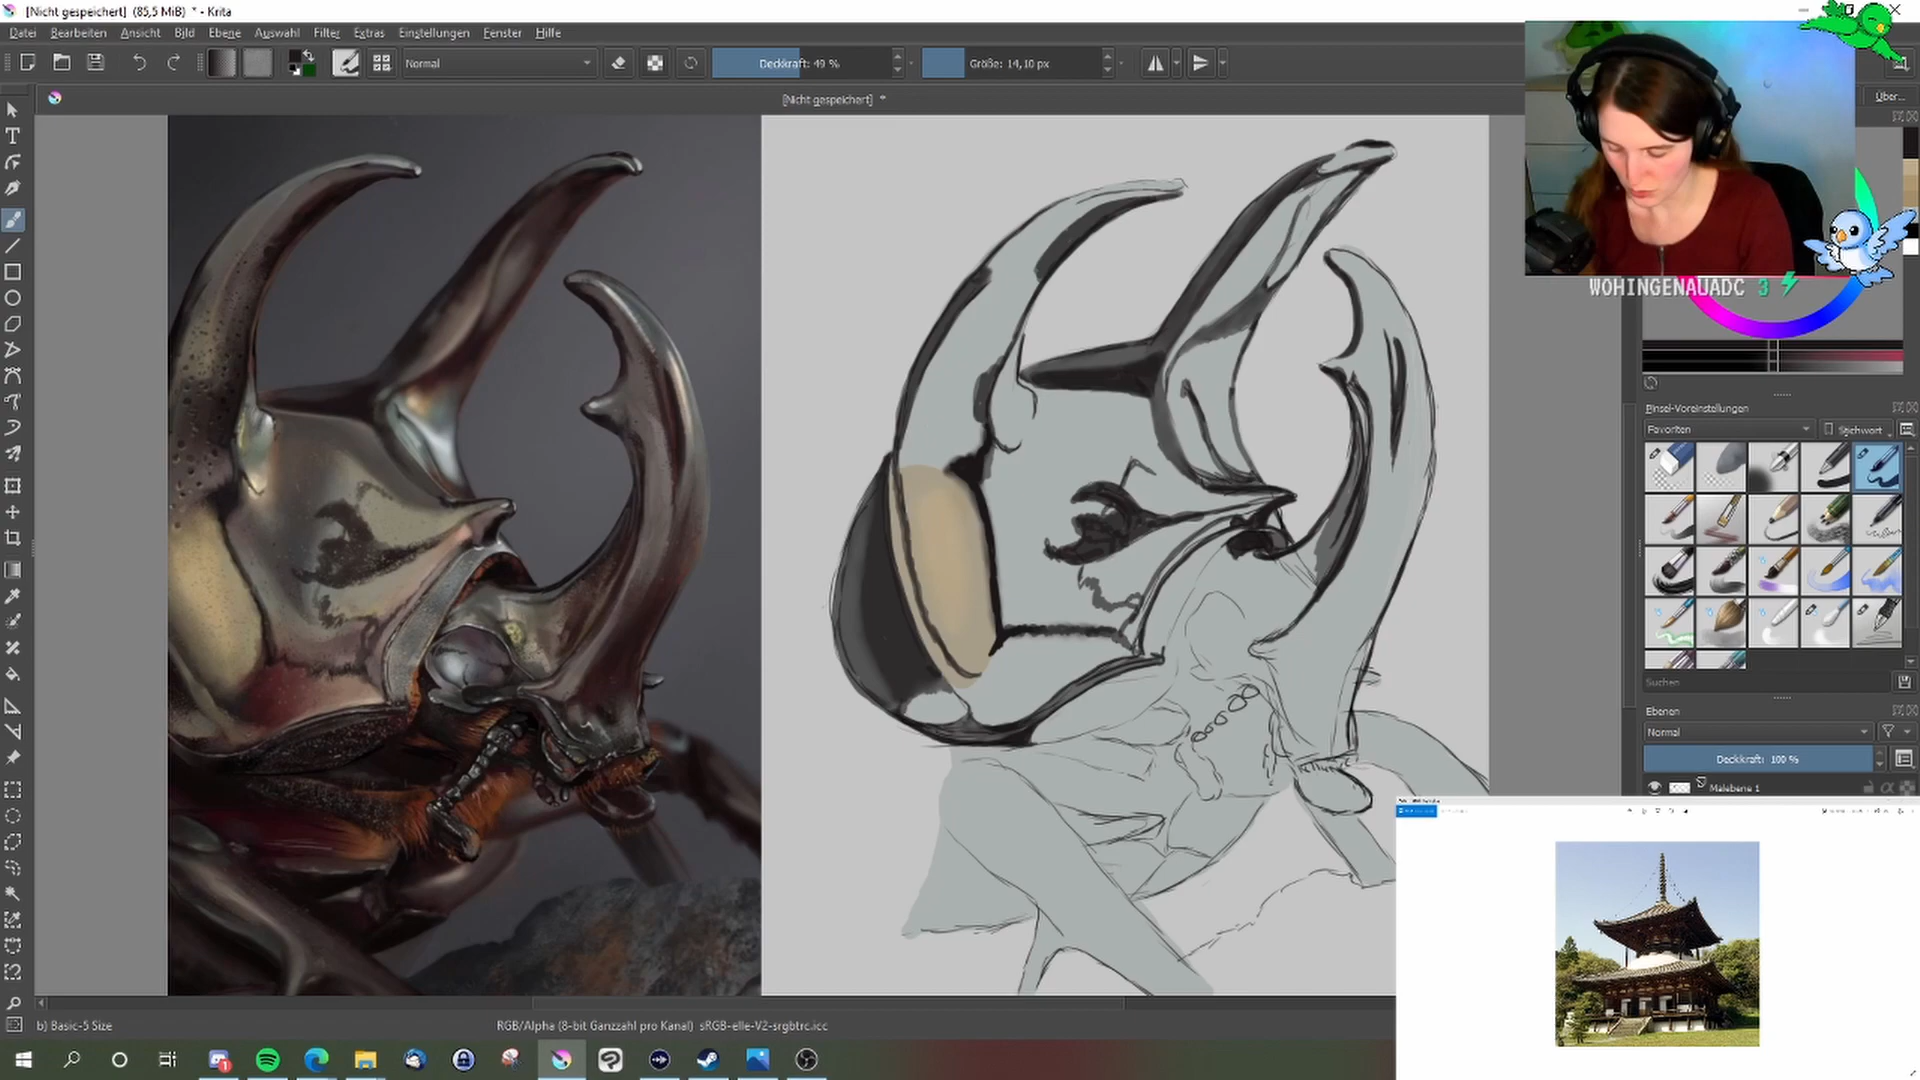 [Nicht gespeichert] (85,5 MiB) * - Krita
Datei Bearbeiten Ansicht Bild Ebene Auswahl Filter Einstellungen Extras Fenster Hilfe
Normal
Deckkraft: 49 %
Größe: 14,10 px
[Nicht gespeichert] *
Über...
WOHINGENAUADC 3
Pinsel-Voreinstellungen
Favoriten
Stichwort
Suchen
Ebenen
Normal
Deckkraft: 100 %
Malebene 1
b) Basic-5 Size
RGB/Alpha (8-bit Ganzzahl pro Kanal) sRGB-elle-V2-srgbtrc.icc